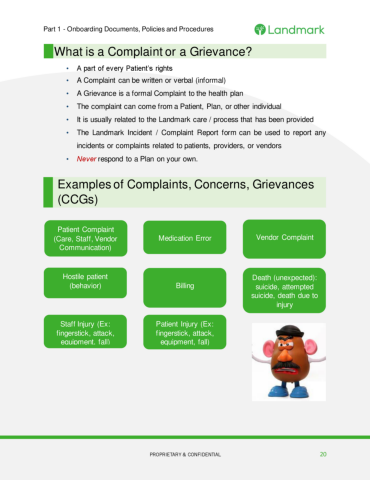 Part 1 - Onboarding Documents, Policies and Procedures
Landmark
What is a Complaint or a Grievance?
• A part of every Patient's rights
• A Complaint can be written or verbal (informal)
• A Grievance is a formal Complaint to the health plan
• The complaint can come from a Patient, Plan, or other individual
• It is usually related to the Landmark care / process that has been provided
• The Landmark Incident / Complaint Report form can be used to report any
incidents or complaints related to patients, providers, or vendors
• Never respond to a Plan on your own.
Examples of Complaints, Concerns, Grievances
(CCGs)
Patient Complaint
(Care, Staff, Vendor
Communication)
Medication Error
Vendor Complaint
Hostile patient
(behavior)
Billing
Death (unexpected):
suicide, attempted
suicide, death due to
injury
Staff Injury (Ex:
fingerstick, attack,
equipment, fall)
Patient Injury (Ex:
fingerstick, attack,
equipment, fall)
PROPRIETARY & CONFIDENTIAL
20